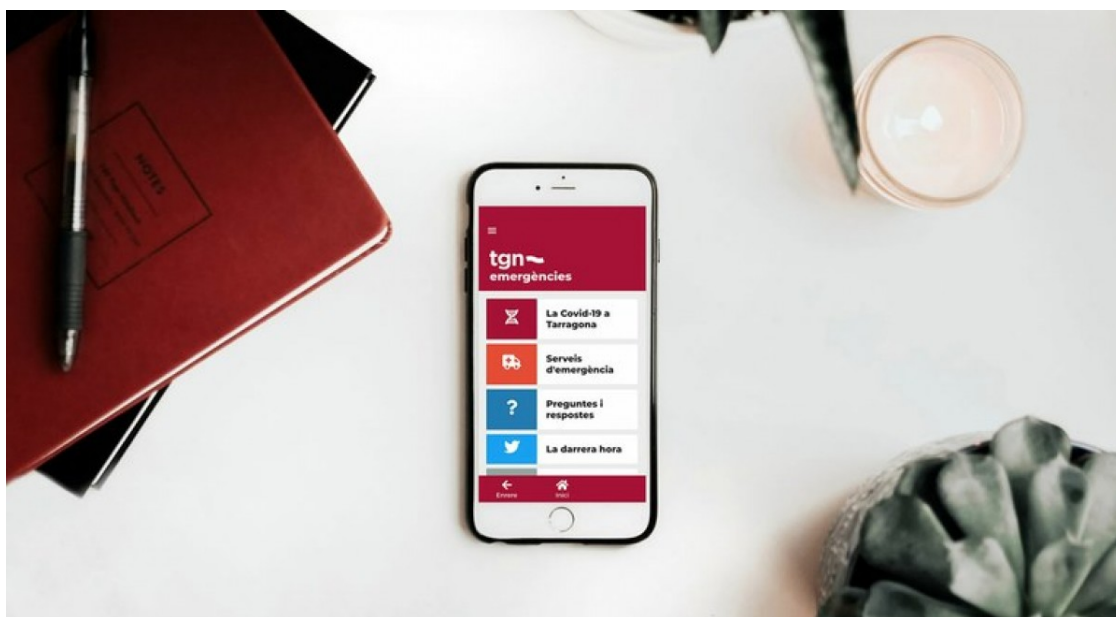 NOTES
tgn~
emergències
La Covid-19 a
Tarragona
Serveis
d'emergència
?
Preguntes i
respostes
La darrera hora
Enrere
Inici